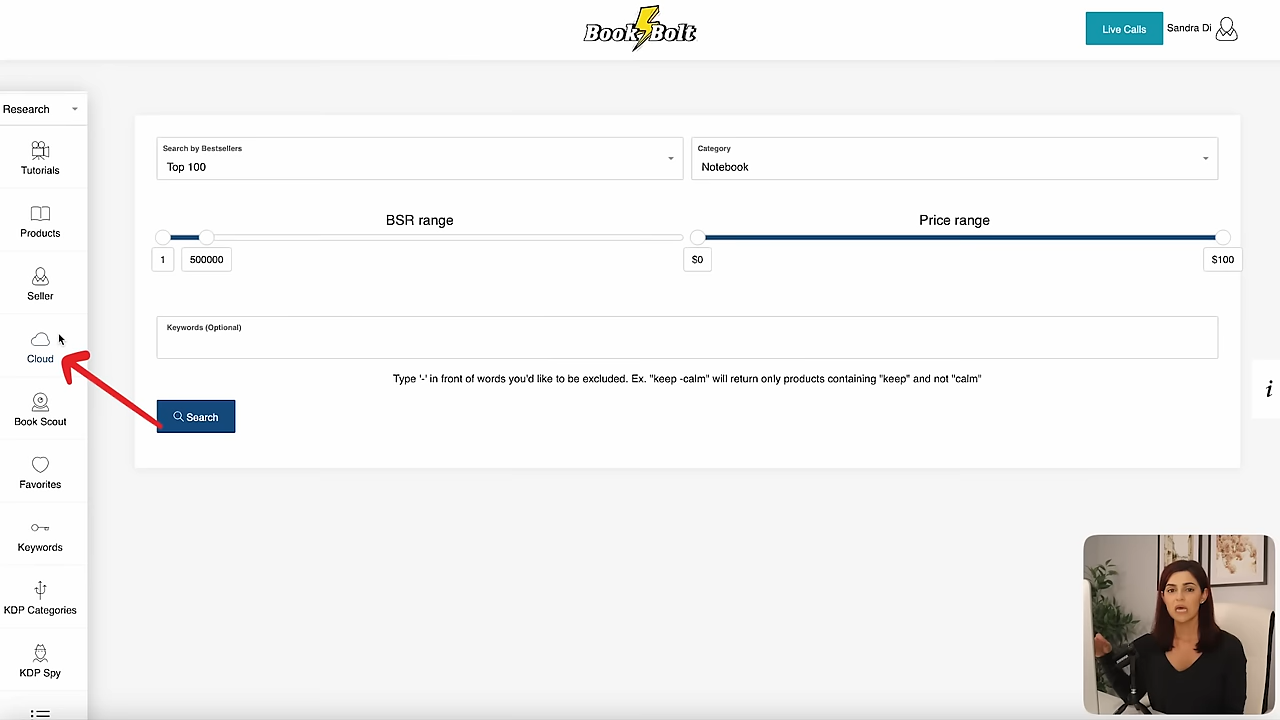 Book Bolt
Live Calls
Sandra Di
Research
Tutorials
Products
Seller
Cloud
Book Scout
Favorites
Keywords
KDP Categories
KDP Spy
Search by Bestsellers
Top 100
Category
Notebook
BSR range
1
500000
Price range
$0
$100
Keywords (Optional)
Type '-' in front of words you'd like to be excluded. Ex. "keep -calm" will return only products containing "keep" and not "calm"
Search
i